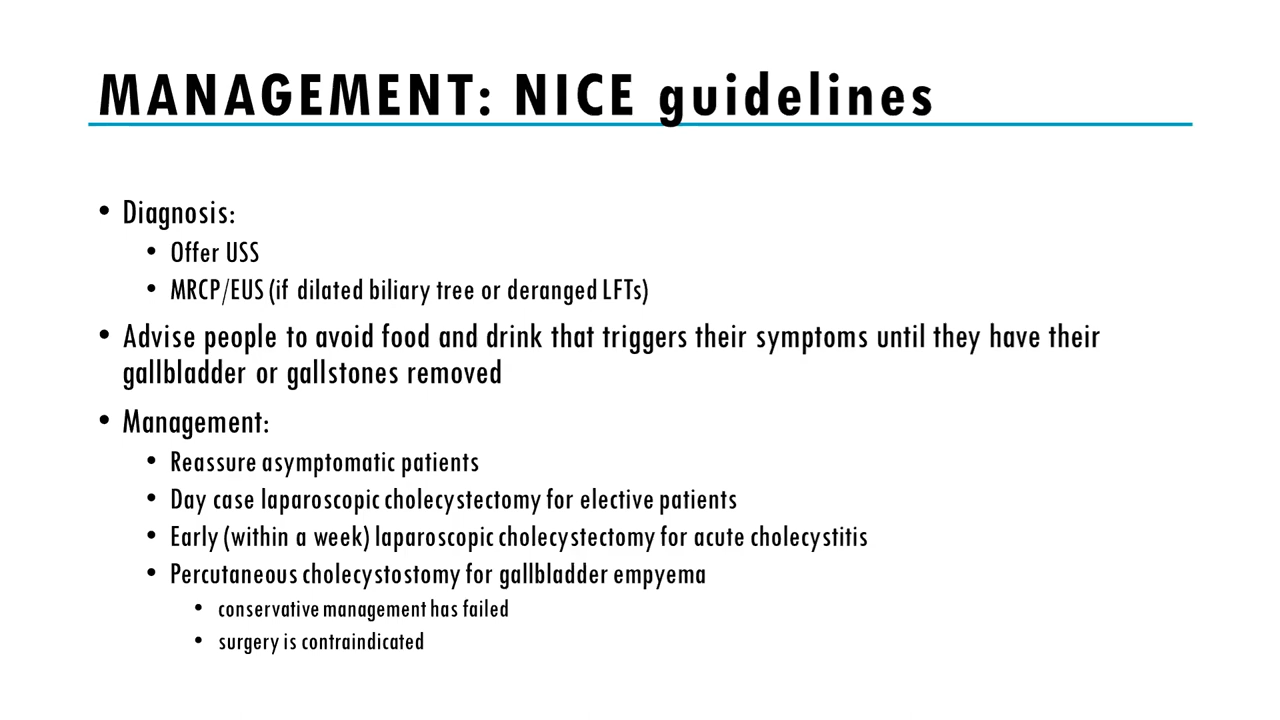 MANAGEMENT: NICE guidelines
• Diagnosis:
• Offer USS
• MRCP/EUS (if dilated biliary tree or deranged LFTs)
• Advise people to avoid food and drink that triggers their symptoms until they have their
gallbladder or gallstones removed
• Management:
• Reassure asymptomatic patients
• Day case laparoscopic cholecystectomy for elective patients
• Early (within a week) laparoscopic cholecystectomy for acute cholecystitis
• Percutaneous cholecystostomy for gallbladder empyema
• conservative management has failed
• surgery is contraindicated